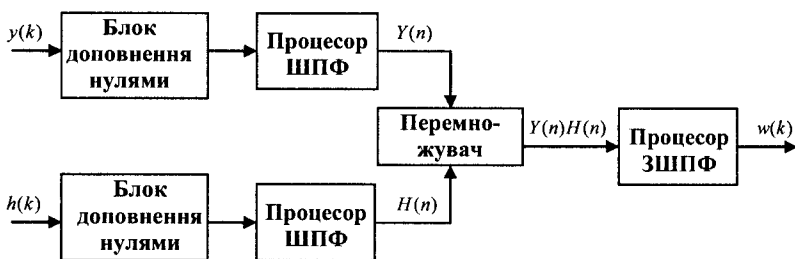 y(k)
Блок
доповнення
нулями
Процесор
ШПФ
Y(n)
Перемно-
жувач
Y(n)H(n)
Процесор
ЗШПФ
w(k)
h(k)
Блок
доповнення
нулями
Процесор
ШПФ
H(n)